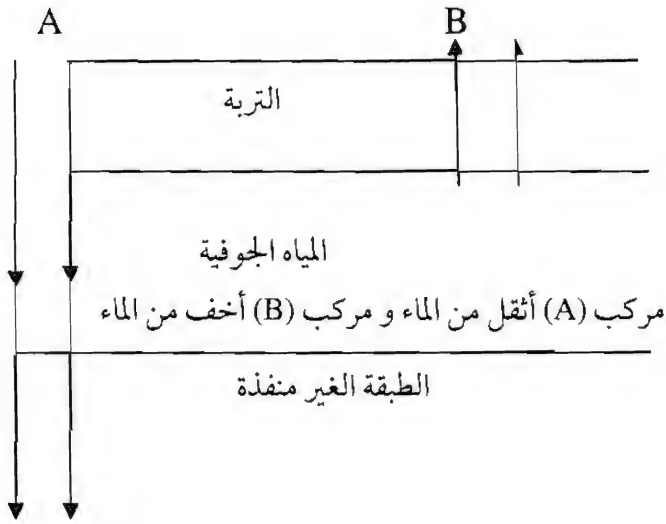 A B
التربة
المياه الجوفية
مركب (A) أثقل من الماء و مركب (B) أخف من الماء
الطبقة الغير منفذة